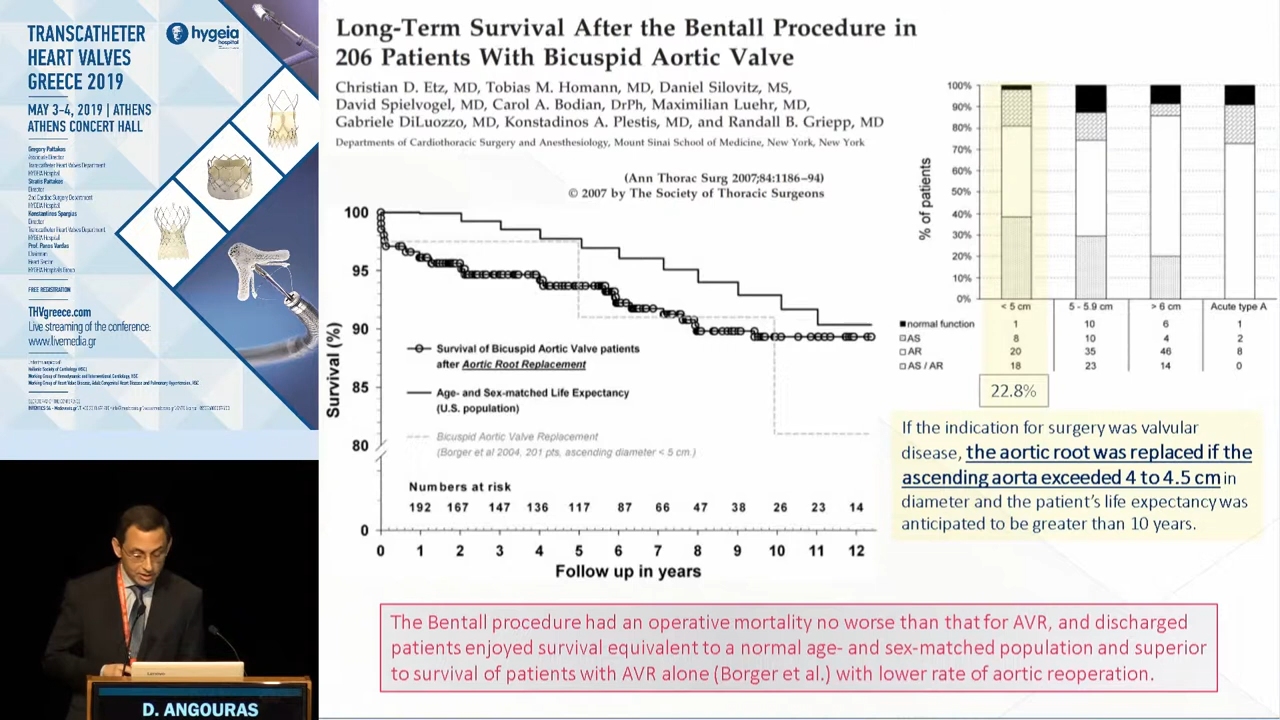 TRANSCATHETER
HEART VALVES
GREECE 2019
hygeia
MAY 3-4, 2019 | ATHENS
ATHENS CONCERT HALL
Gregory Pattakos
Associate Director
Transcatheter Heart Valves Department
HYGEIA Hospital
Stratis Pattakos
Director
2nd Cardiac Surgery Department
HYGEIA Hospital
Konstantinos Spargias
Director
Transcatheter Heart Valves Department
HYGEIA Hospital
Prof. Panos Vardas
Chairman
Heart Sector
HYGEIA Hospitals Group
FREE REGISTRATION
THVgreece.com
Live streaming of the conference:
www.livemedia.gr
D. ANGOURAS
Long-Term Survival After the Bentall Procedure in
206 Patients With Bicuspid Aortic Valve
Christian D. Etz, MD, Tobias M. Homann, MD, Daniel Silovitz, MS,
David Spielvogel, MD, Carol A. Bodian, DrPh, Maximilian Luehr, MD,
Gabriele DiLuozzo, MD, Konstadinos A. Plestis, MD, and Randall B. Griepp, MD
Departments of Cardiothoracic Surgery and Anesthesiology, Mount Sinai School of Medicine, New York, New York
(Ann Thorac Surg 2007;84:1186–94)
© 2007 by The Society of Thoracic Surgeons
Survival (%)
100
95
90
85
80
0
Survival of Bicuspid Aortic Valve patients
after Aortic Root Replacement
Age- and Sex-matched Life Expectancy
(U.S. population)
Bicuspid Aortic Valve Replacement
(Borger et al 2004, 201 pts, ascending diameter < 5 cm.)
Numbers at risk
192 167 147 136 117 87 66 47 38 26 23 14
0 1 2 3 4 5 6 7 8 9 10 11 12
Follow up in years
% of patients
100%
90%
80%
70%
60%
50%
40%
30%
20%
10%
0%
< 5 cm 5 - 5.9 cm > 6 cm Acute type A
normal function 1 10 6 1
AS 8 10 4 2
AR 20 35 46 8
AS / AR 18 23 14 0
22.8%
If the indication for surgery was valvular
disease, the aortic root was replaced if the
ascending aorta exceeded 4 to 4.5 cm in
diameter and the patient's life expectancy was
anticipated to be greater than 10 years.
The Bentall procedure had an operative mortality no worse than that for AVR, and discharged
patients enjoyed survival equivalent to a normal age- and sex-matched population and superior
to survival of patients with AVR alone (Borger et al.) with lower rate of aortic reoperation.